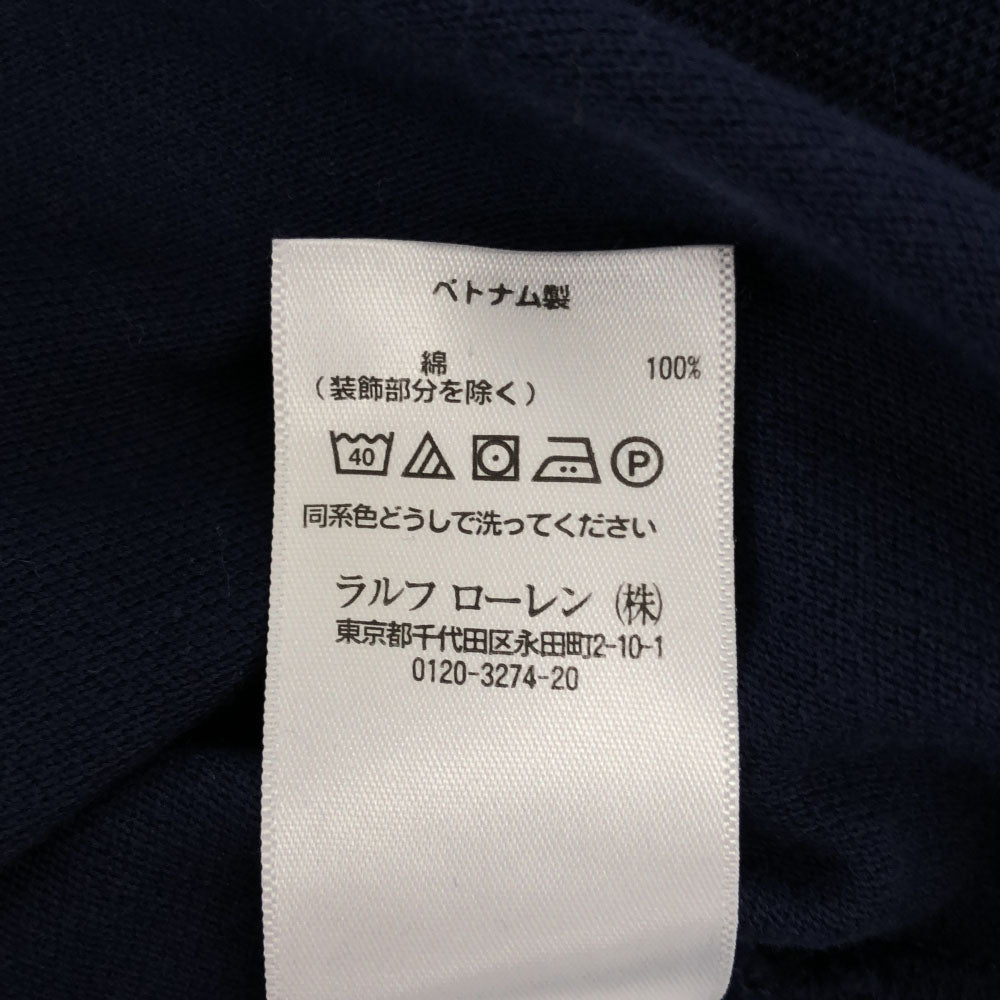 ベトナム製
綿 100%
(装飾部分を除く)
40 P
同系色どうしで洗ってください
ラルフ ローレン (株)
東京都千代田区永田町2-10-1
0120-3274-20